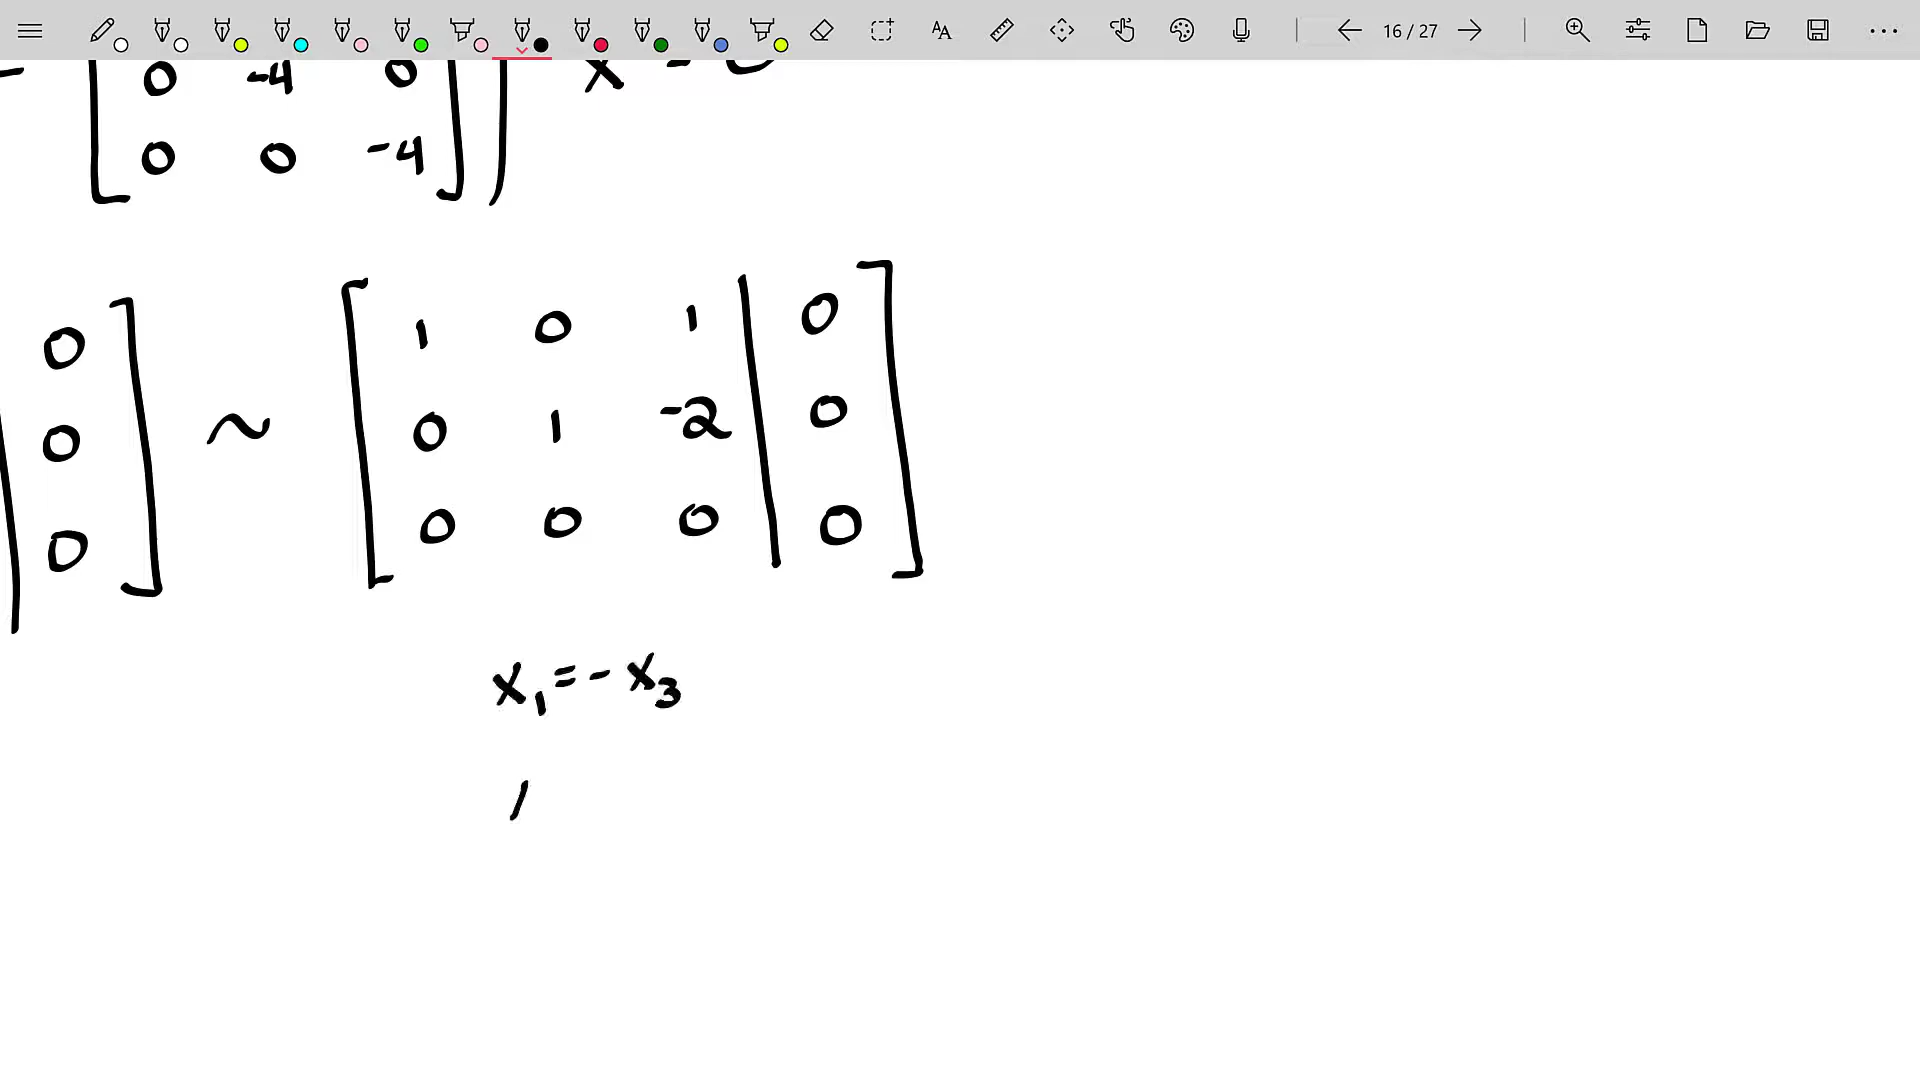 16 / 27
- [ 0 -4 0 ] ) x = 0
0 0 -4
0 ] ~ [ 1 0 1 | 0 ]
0 0 1 -2 | 0
0 0 0 0 | 0
x₁ = - x₃